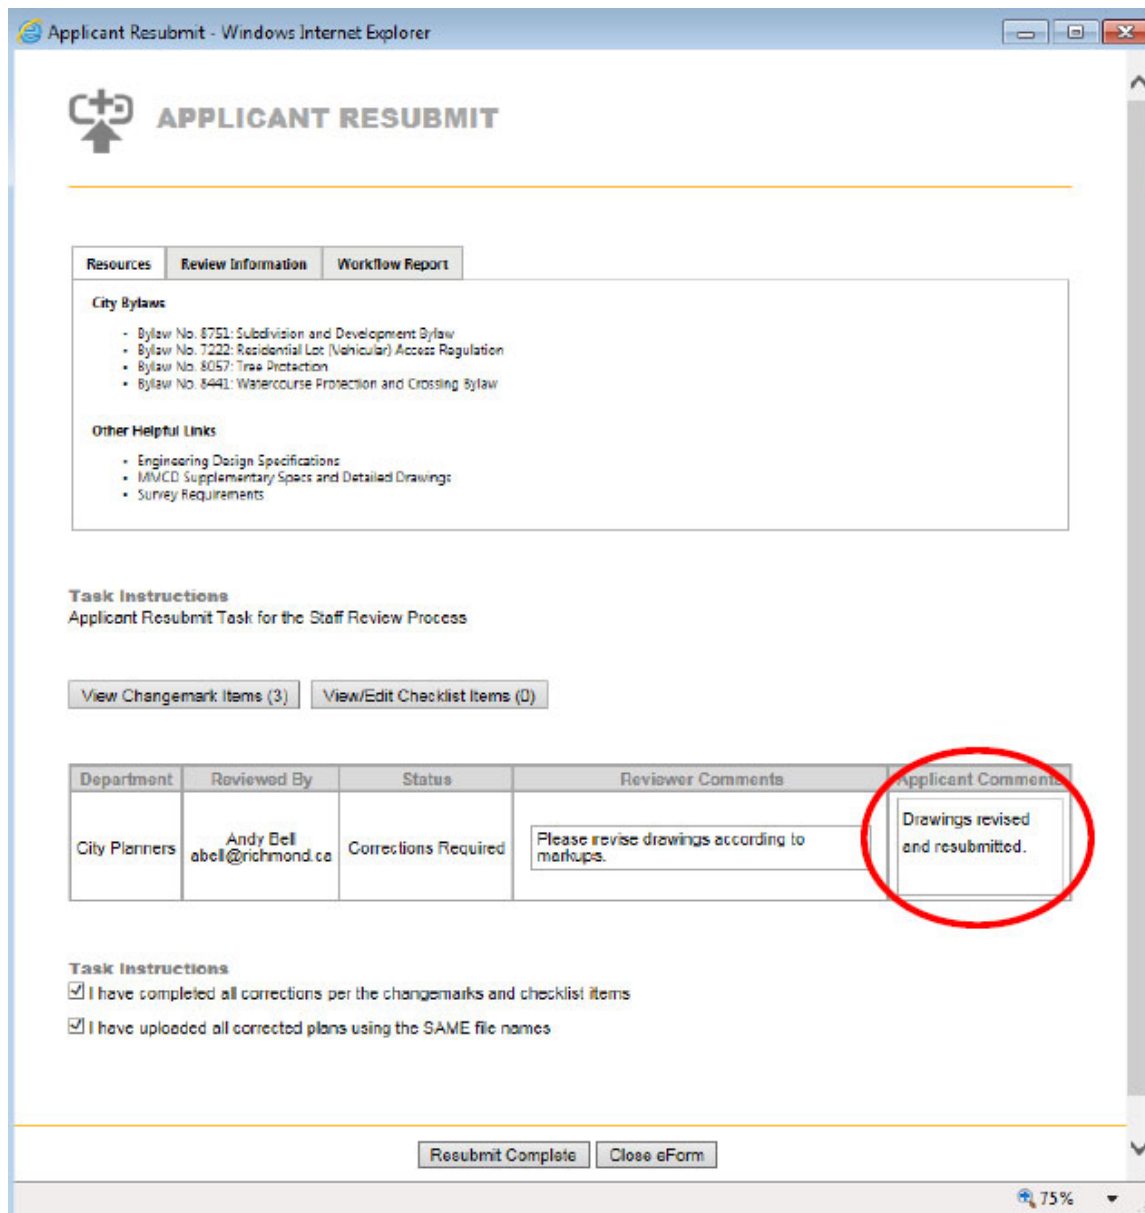 Applicant Resubmit - Windows Internet Explorer
APPLICANT RESUBMIT
Resources Review Information Workflow Report
City Bylaws
• Bylaw No. 8751: Subdivision and Development Bylaw
• Bylaw No. 7222: Residential Lot (Vehicular) Access Regulation
• Bylaw No. 8057: Tree Protection
• Bylaw No. 8441: Watercourse Protection and Crossing Bylaw
Other Helpful Links
• Engineering Design Specifications
• MMCD Supplementary Specs and Detailed Drawings
• Survey Requirements
Task Instructions
Applicant Resubmit Task for the Staff Review Process
View Changemark Items (3) View/Edit Checklist Items (0)
Department Reviewed By Status Reviewer Comments Applicant Comments
City Planners
Andy Bell
abell@richmond.ca
Corrections Required
Please revise drawings according to
markups.
Drawings revised
and resubmitted.
Task Instructions
I have completed all corrections per the changemarks and checklist items
I have uploaded all corrected plans using the SAME file names
Resubmit Complete Close eForm
75%